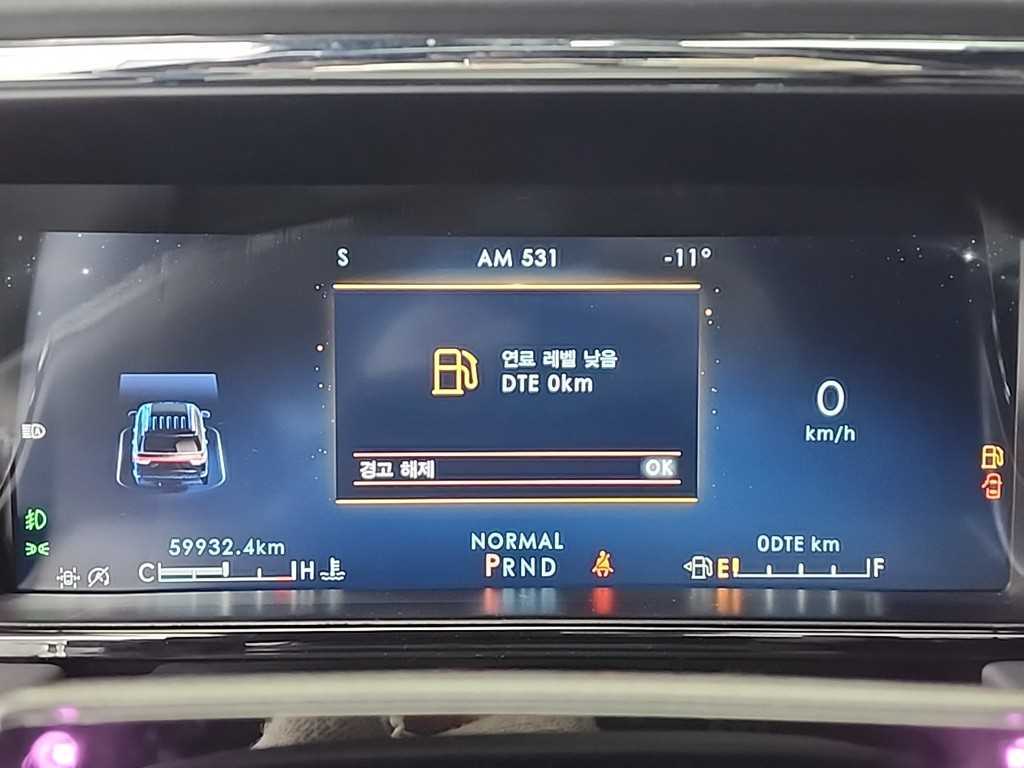 S AM 531 -11°
연료 레벨 낮음
DTE 0km
경고 해제 OK
0
km/h
59932.4km
NORMAL
PRND
0DTE km
C H
E F